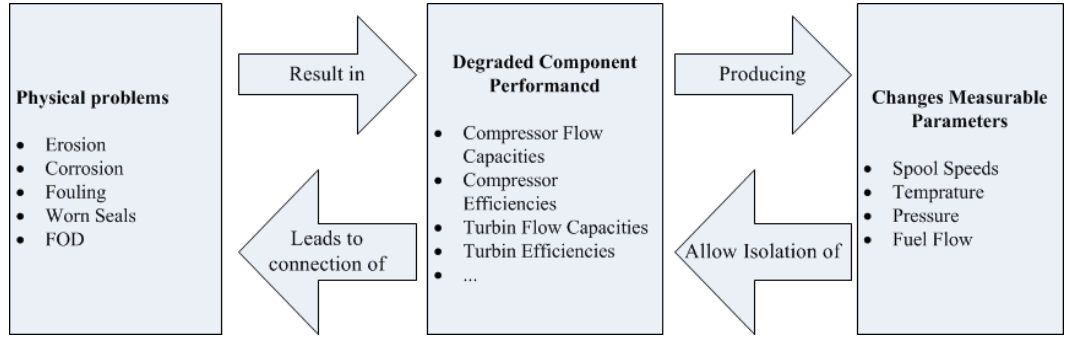 Physical problems
• Erosion
• Corrosion
• Fouling
• Worn Seals
• FOD
Result in
Leads to
connection of
Degraded Component
Performancd
• Compressor Flow
Capacities
• Compressor
Efficiencies
• Turbin Flow Capacities
• Turbin Efficiencies
• ...
Producing
Allow Isolation of
Changes Measurable
Parameters
• Spool Speeds
• Temprature
• Pressure
• Fuel Flow